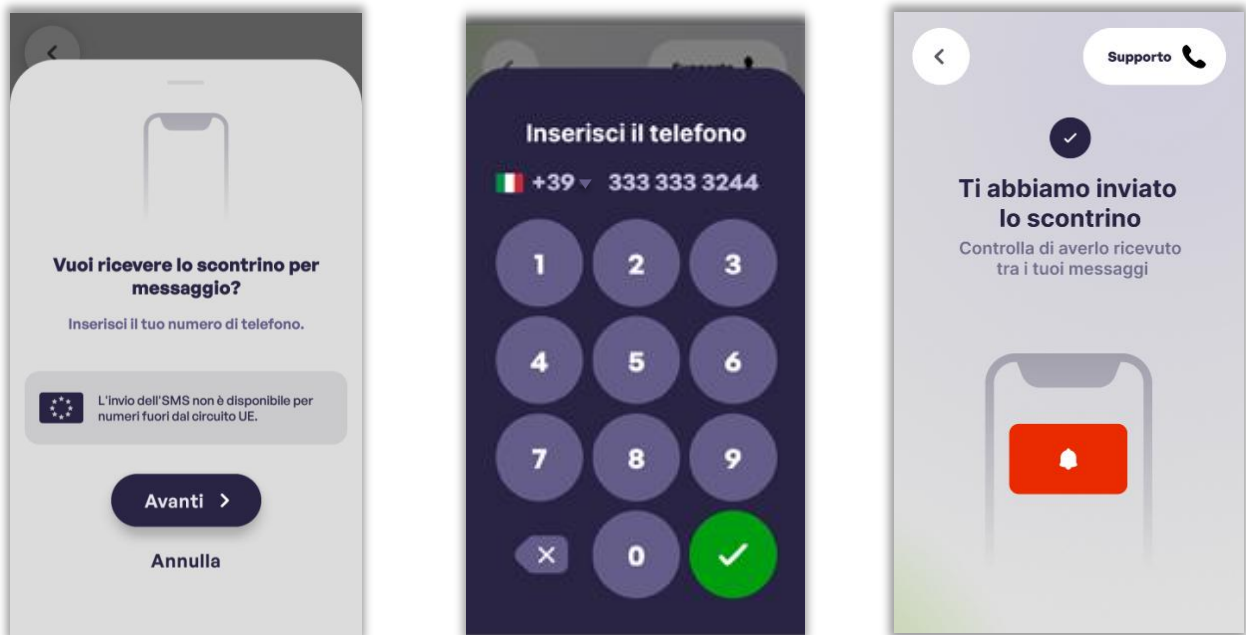 Vuoi ricevere lo scontrino per
messaggio?
Inserisci il tuo numero di telefono.
L'invio dell'SMS non è disponibile per
numeri fuori dal circuito UE.
Avanti
Annulla
Inserisci il telefono
+39 333 333 3244
1 2 3
4 5 6
7 8 9
0
Supporto
Ti abbiamo inviato
lo scontrino
Controlla di averlo ricevuto
tra i tuoi messaggi